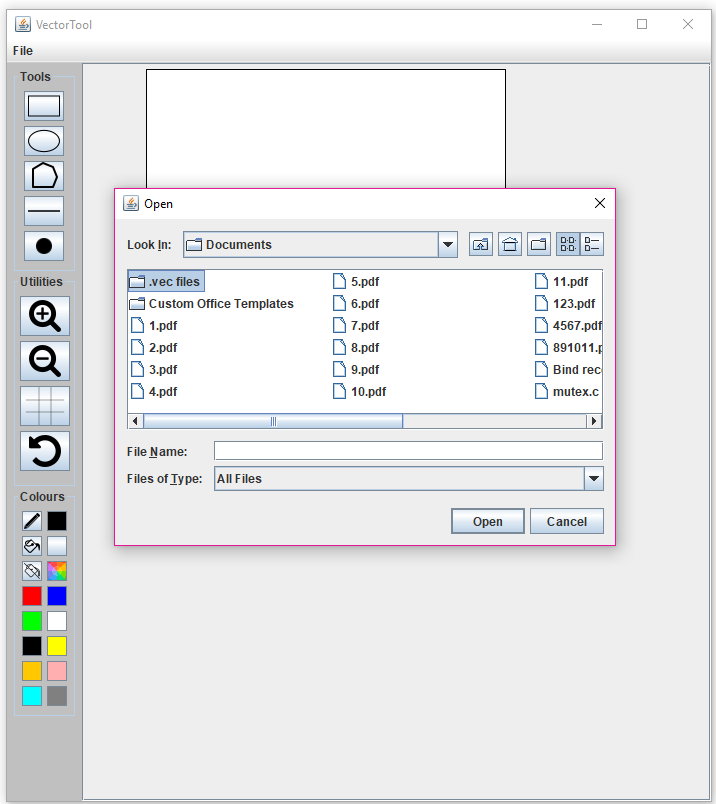 VectorTool
File
Tools
Utilities
Colours
Open
Look In: Documents
.vec files
Custom Office Templates
1.pdf
2.pdf
3.pdf
4.pdf
5.pdf
6.pdf
7.pdf
8.pdf
9.pdf
10.pdf
11.pdf
123.pdf
4567.pdf
891011.p
Bind rec
mutex.c
File Name:
Files of Type: All Files
Open Cancel